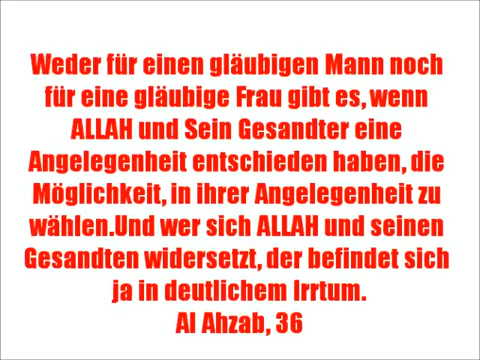 Weder für einen gläubigen Mann noch
für eine gläubige Frau gibt es, wenn
ALLAH und Sein Gesandter eine
Angelegenheit entschieden haben, die
Möglichkeit, in ihrer Angelegenheit zu
wählen.Und wer sich ALLAH und seinen
Gesandten widersetzt, der befindet sich
ja in deutlichem Irrtum.
Al Ahzab, 36